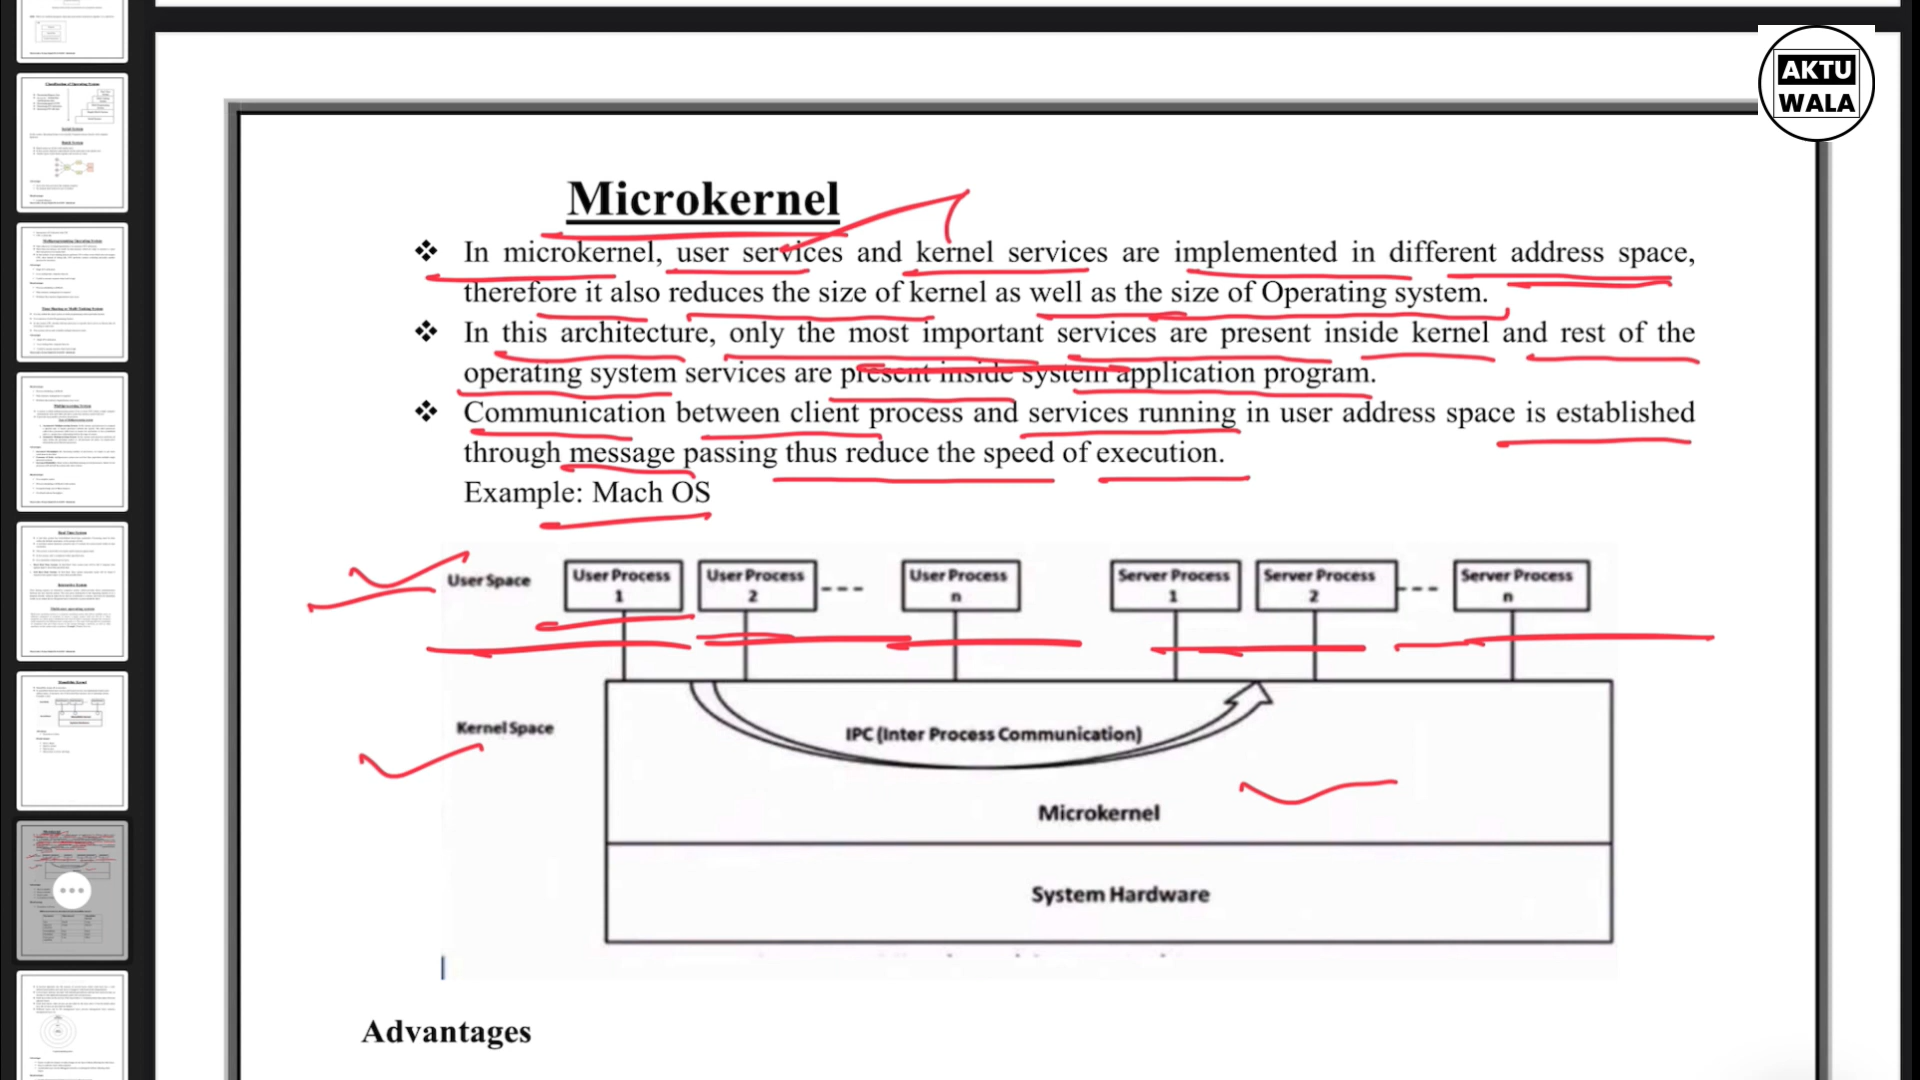 AKTU
WALA
Microkernel
❖ In microkernel, user services and kernel services are implemented in different address space,
therefore it also reduces the size of kernel as well as the size of Operating system.
❖ In this architecture, only the most important services are present inside kernel and rest of the
operating system services are present inside system application program.
❖ Communication between client process and services running in user address space is established
through message passing thus reduce the speed of execution.
Example: Mach OS
User Space
User Process
1
User Process
2
User Process
n
Server Process
1
Server Process
2
Server Process
n
Kernel Space
IPC (Inter Process Communication)
Microkernel
System Hardware
Advantages